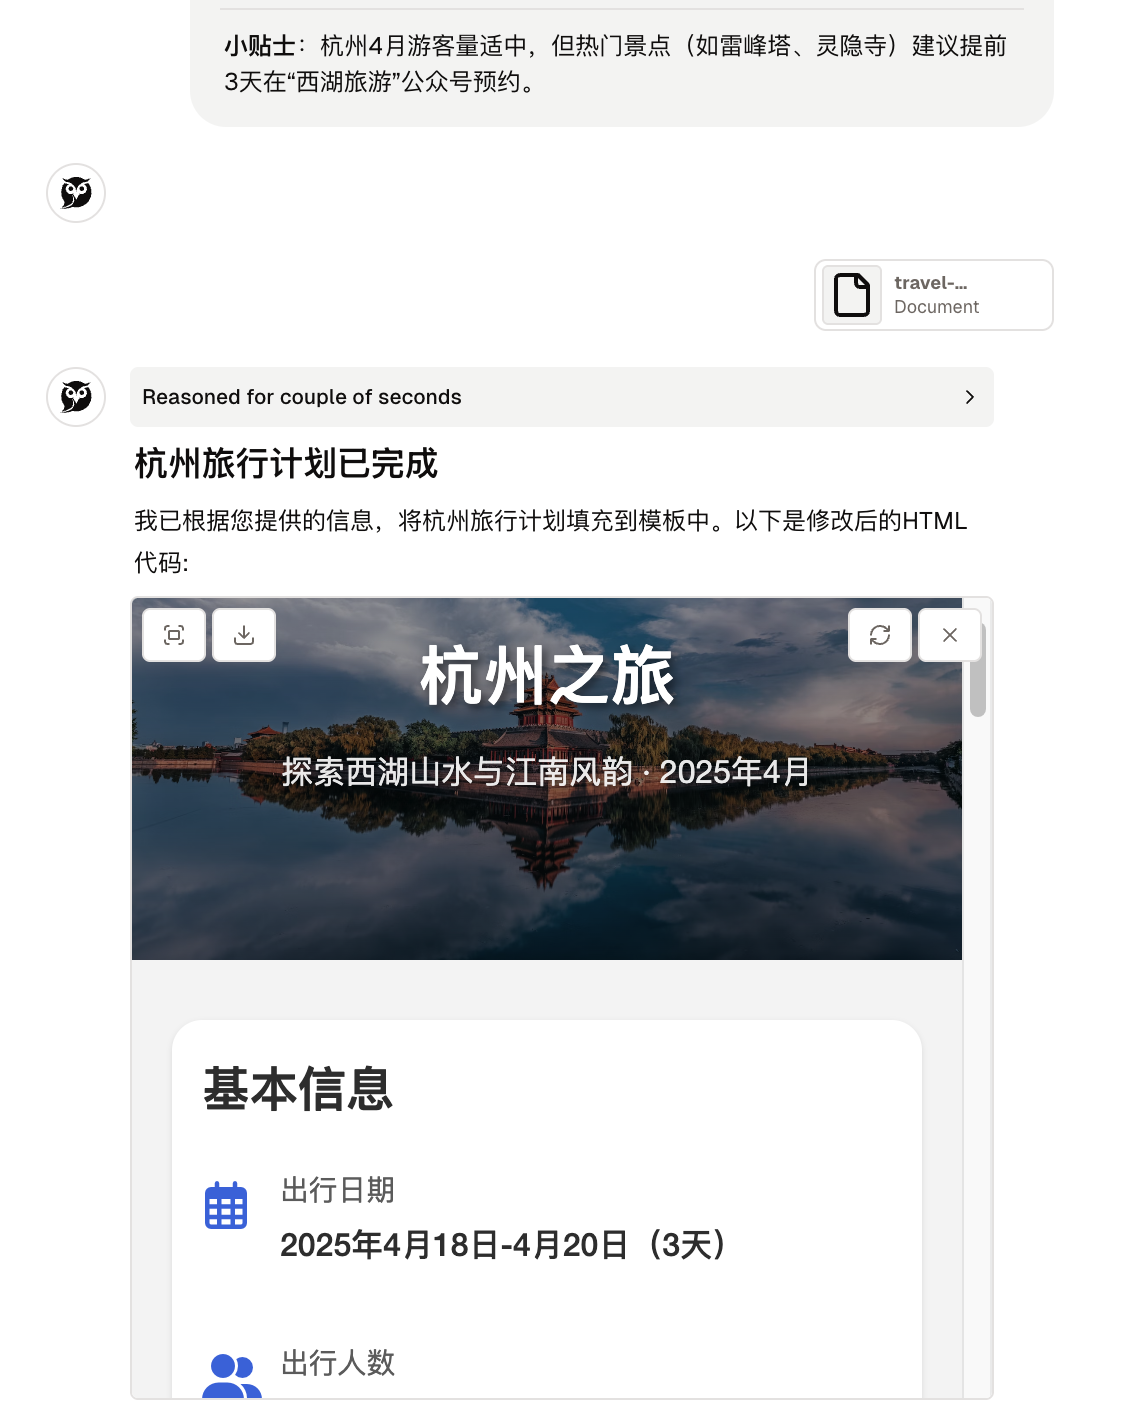 小贴士：杭州4月游客量适中，但热门景点（如雷峰塔、灵隐寺）建议提前
3天在“西湖旅游”公众号预约。
travel-...
Document
Reasoned for couple of seconds
杭州旅行计划已完成
我已根据您提供的信息，将杭州旅行计划填充到模板中。以下是修改后的HTML
代码:
杭州之旅
探索西湖山水与江南风韵 · 2025年4月
基本信息
出行日期
2025年4月18日-4月20日（3天）
出行人数